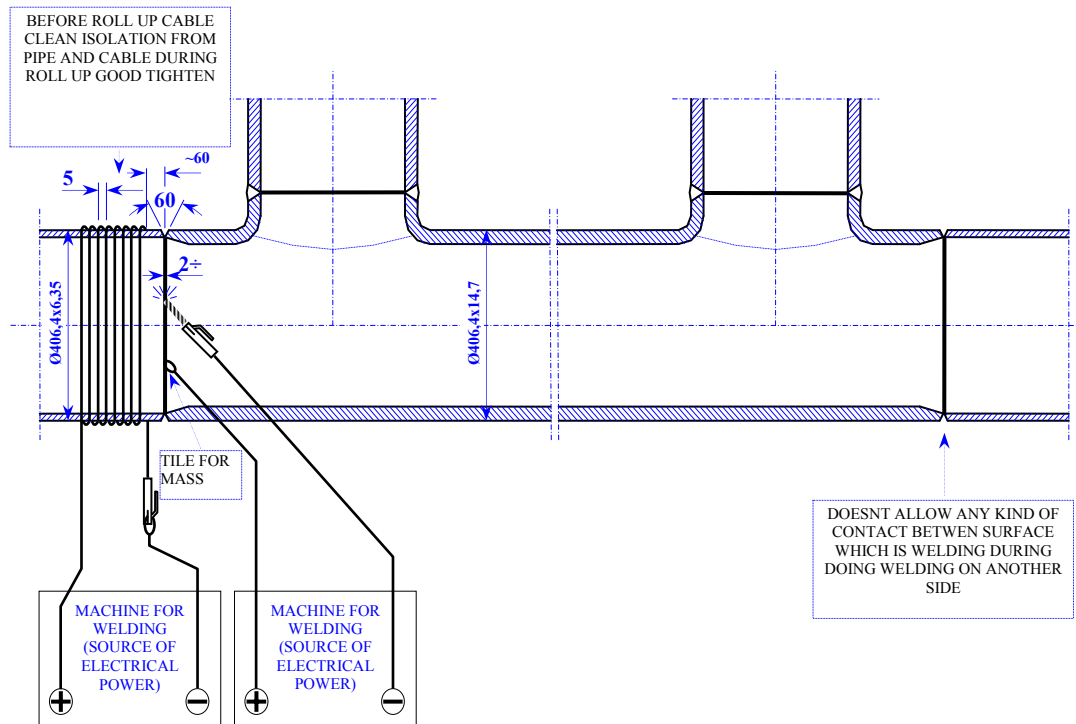 BEFORE ROLL UP CABLE
CLEAN ISOLATION FROM
PIPE AND CABLE DURING
ROLL UP GOOD TIGHTEN
~60
5
60
2÷
Ø406,4x6,35
Ø406,4x14,7
TILE FOR
MASS
DOESNT ALLOW ANY KIND OF
CONTACT BETWEN SURFACE
WHICH IS WELDING DURING
DOING WELDING ON ANOTHER
SIDE
MACHINE FOR
WELDING
(SOURCE OF
ELECTRICAL
POWER)
+ −
MACHINE FOR
WELDING
(SOURCE OF
ELECTRICAL
POWER)
+ −